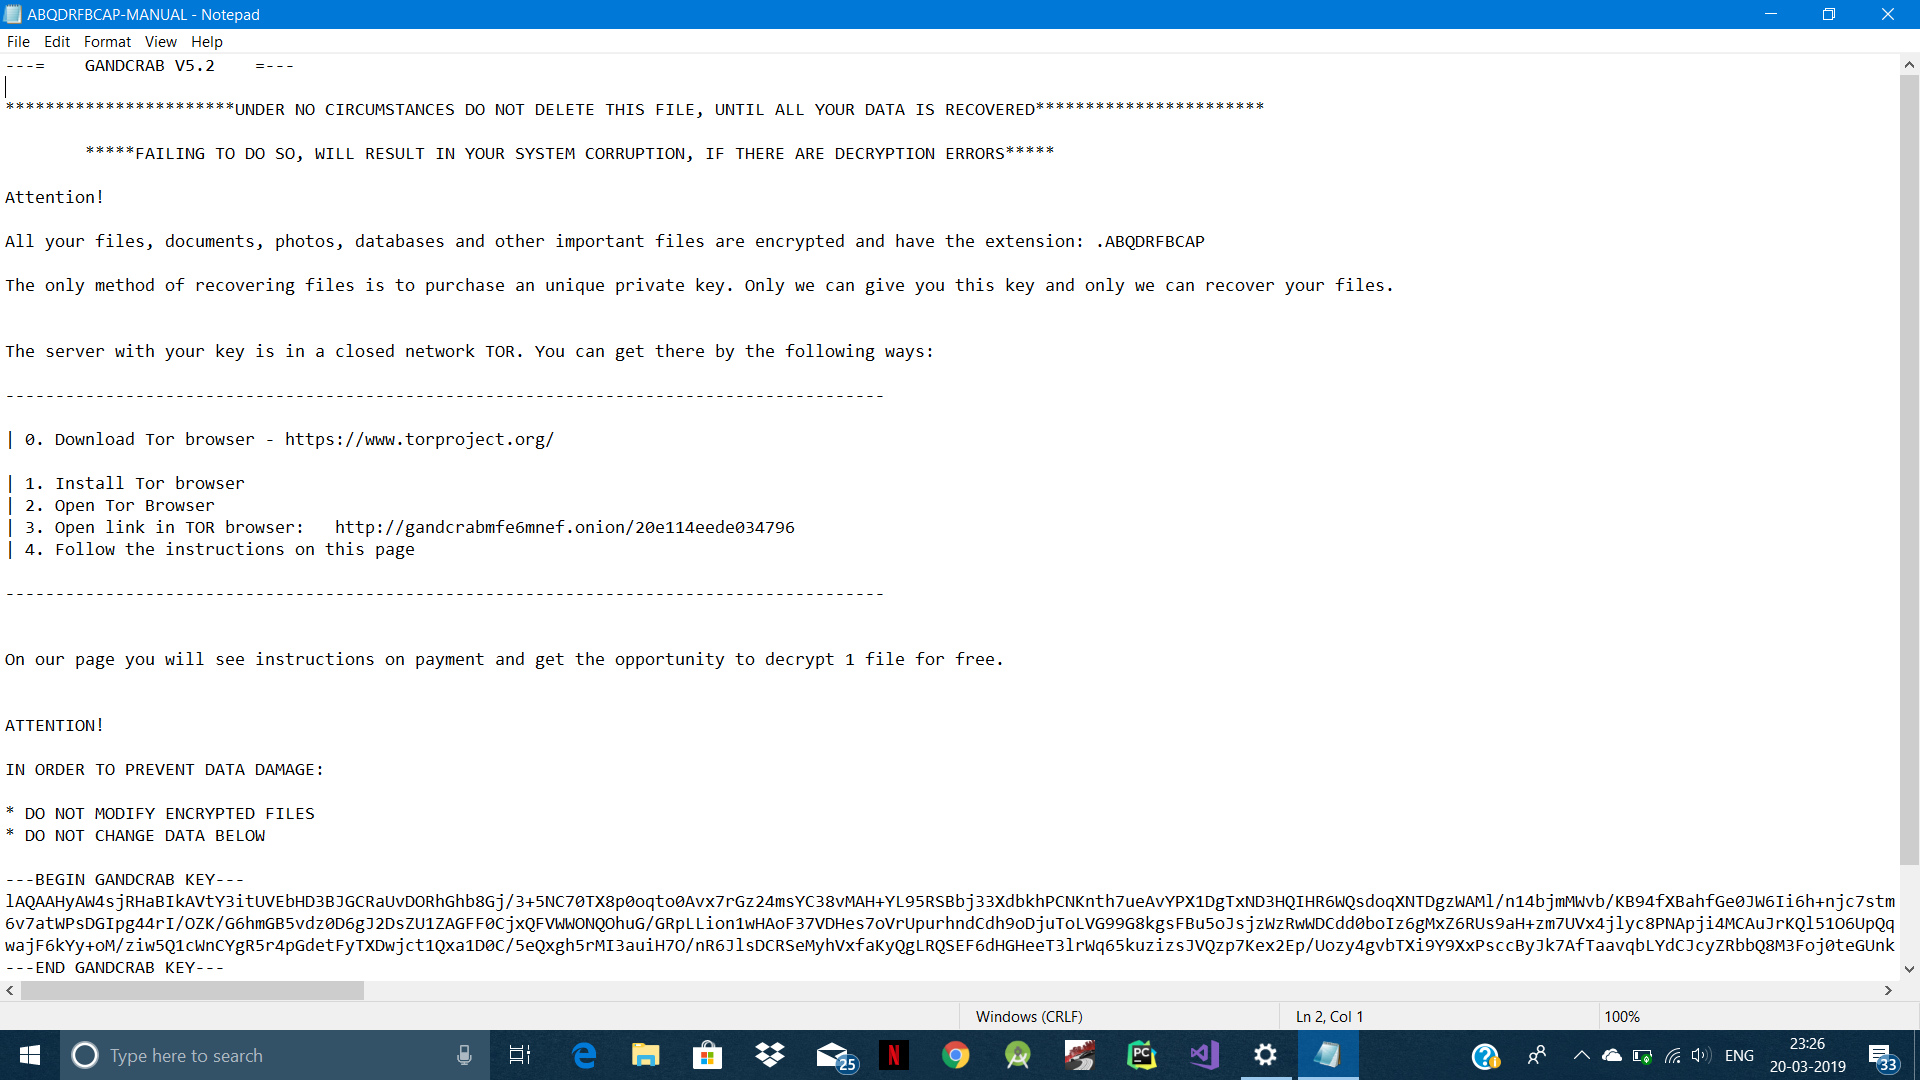 ABQDRFBCAP-MANUAL - Notepad
File Edit Format View Help
---=    GANDCRAB V5.2    =---
***********************UNDER NO CIRCUMSTANCES DO NOT DELETE THIS FILE, UNTIL ALL YOUR DATA IS RECOVERED***********************
*****FAILING TO DO SO, WILL RESULT IN YOUR SYSTEM CORRUPTION, IF THERE ARE DECRYPTION ERRORS*****
Attention!
All your files, documents, photos, databases and other important files are encrypted and have the extension: .ABQDRFBCAP
The only method of recovering files is to purchase an unique private key. Only we can give you this key and only we can recover your files.
The server with your key is in a closed network TOR. You can get there by the following ways:
----------------------------------------------------------------------------------------
| 0. Download Tor browser - https://www.torproject.org/
| 1. Install Tor browser
| 2. Open Tor Browser
| 3. Open link in TOR browser:   http://gandcrabmfe6mnef.onion/20e114eede034796
| 4. Follow the instructions on this page
----------------------------------------------------------------------------------------
On our page you will see instructions on payment and get the opportunity to decrypt 1 file for free.
ATTENTION!
IN ORDER TO PREVENT DATA DAMAGE:
* DO NOT MODIFY ENCRYPTED FILES
* DO NOT CHANGE DATA BELOW
---BEGIN GANDCRAB KEY---
lAQAAHyAW4sjRHaBIkAVtY3itUVEbHD3BJGCRaUvDORhGhb8Gj/3+5NC70TX8p0oqto0Avx7rGz24msYC38vMAH+YL95RSBbj33XdbkhPCNKnth7ueAvYPX1DgTxND3HQIHR6WQsdoqXNTDgzWAMl/n14bjmMWvb/KB94fXBahfGe0JW6Ii6h+njc7stm
6v7atWPsDGIpg44rI/OZK/G6hmGB5vdz0D6gJ2DsZU1ZAGFF0CjxQFVWWONQOhuG/GRpLLion1wHAoF37VDHes7oVrUpurhndCdh9oDjuToLVG99G8kgsFBu5oJsjzWzRwWDCdd0boIz6gMxZ6RUs9aH+zm7UVx4jlyc8PNApji4MCAuJrKQl51O6UpQq
wajF6kYy+oM/ziw5Q1cWnCYgR5r4pGdetFyTXDwjct1Qxa1D0C/5eQxgh5rMI3auiH7O/nR6JlsDCRSeMyhVxfaKyQgLRQSEF6dHGHeeT3lrWq65kuzizsJVQzp7Kex2Ep/Uozy4gvbTXi9Y9XxPsccByJk7AfTaavqbLYdCJcyZRbbQ8M3Foj0teGUnk
---END GANDCRAB KEY---
Windows (CRLF)
Ln 2, Col 1
100%
Type here to search
25
N
PC
ENG
23:26
20-03-2019
33